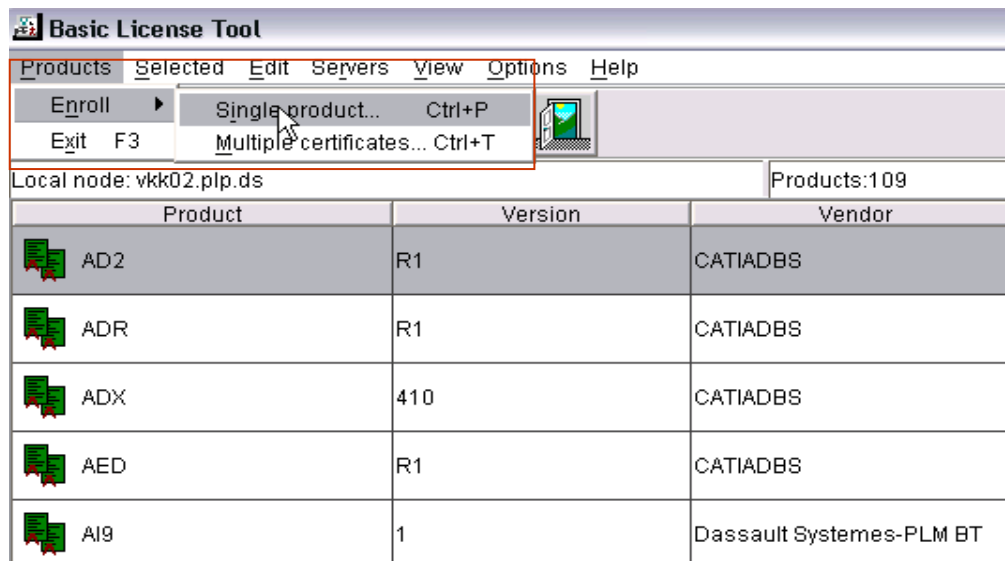 Basic License Tool
Products Selected Edit Servers View Options Help
Enroll
Single product... Ctrl+P
Exit F3
Multiple certificates... Ctrl+T
Local node: vkk02.plp.ds Products:109
Product Version Vendor
AD2 R1 CATIADBS
ADR R1 CATIADBS
ADX 410 CATIADBS
AED R1 CATIADBS
AI9 1 Dassault Systemes-PLM BT